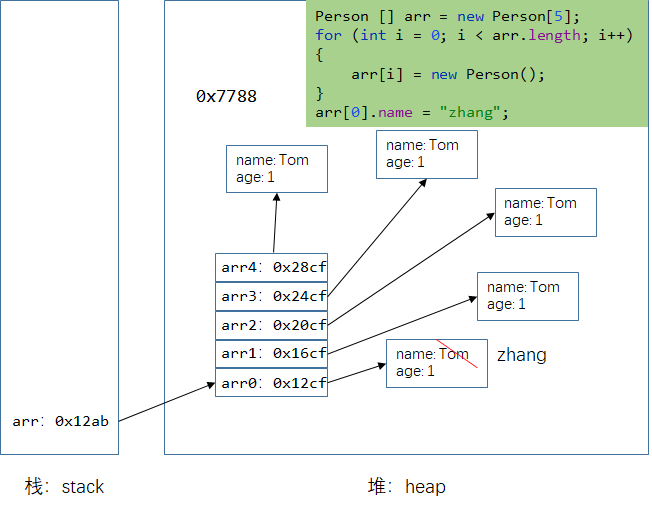 Person [] arr = new Person[5];
for (int i = 0; i < arr.length; i++)
{
    arr[i] = new Person();
}
arr[0].name = "zhang";
0x7788
name: Tom
age: 1
name: Tom
age: 1
name: Tom
age: 1
arr4: 0x28cf
arr3: 0x24cf
name: Tom
age: 1
arr2: 0x20cf
arr1: 0x16cf
name: Tom
age: 1
zhang
arr0: 0x12cf
arr: 0x12ab
栈：stack
堆：heap